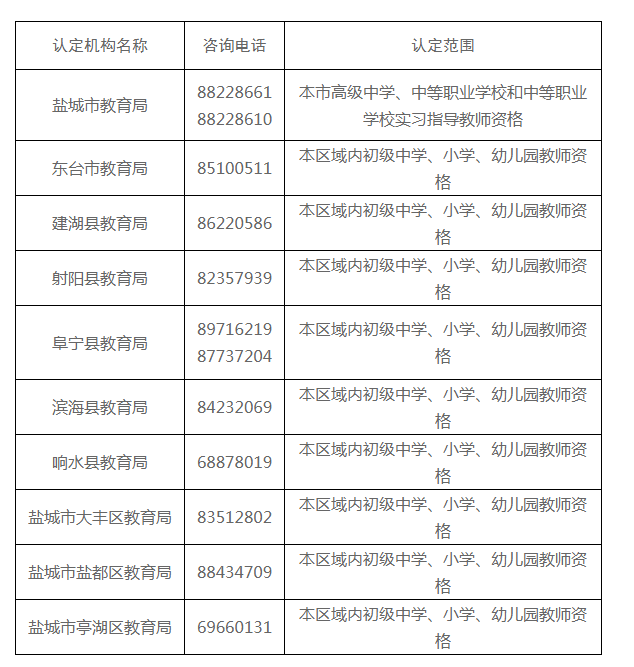 认定机构名称 咨询电话 认定范围
盐城市教育局 88228661 88228610 本市高级中学、中等职业学校和中等职业
学校实习指导教师资格
东台市教育局 85100511 本区域内初级中学、小学、幼儿园教师资
格
建湖县教育局 86220586 本区域内初级中学、小学、幼儿园教师资
格
射阳县教育局 82357939 本区域内初级中学、小学、幼儿园教师资
格
阜宁县教育局 89716219 87737204 本区域内初级中学、小学、幼儿园教师资
格
滨海县教育局 84232069 本区域内初级中学、小学、幼儿园教师资
格
响水县教育局 68878019 本区域内初级中学、小学、幼儿园教师资
格
盐城市大丰区教育局 83512802 本区域内初级中学、小学、幼儿园教师资
格
盐城市盐都区教育局 88434709 本区域内初级中学、小学、幼儿园教师资
格
盐城市亭湖区教育局 69660131 本区域内初级中学、小学、幼儿园教师资
格